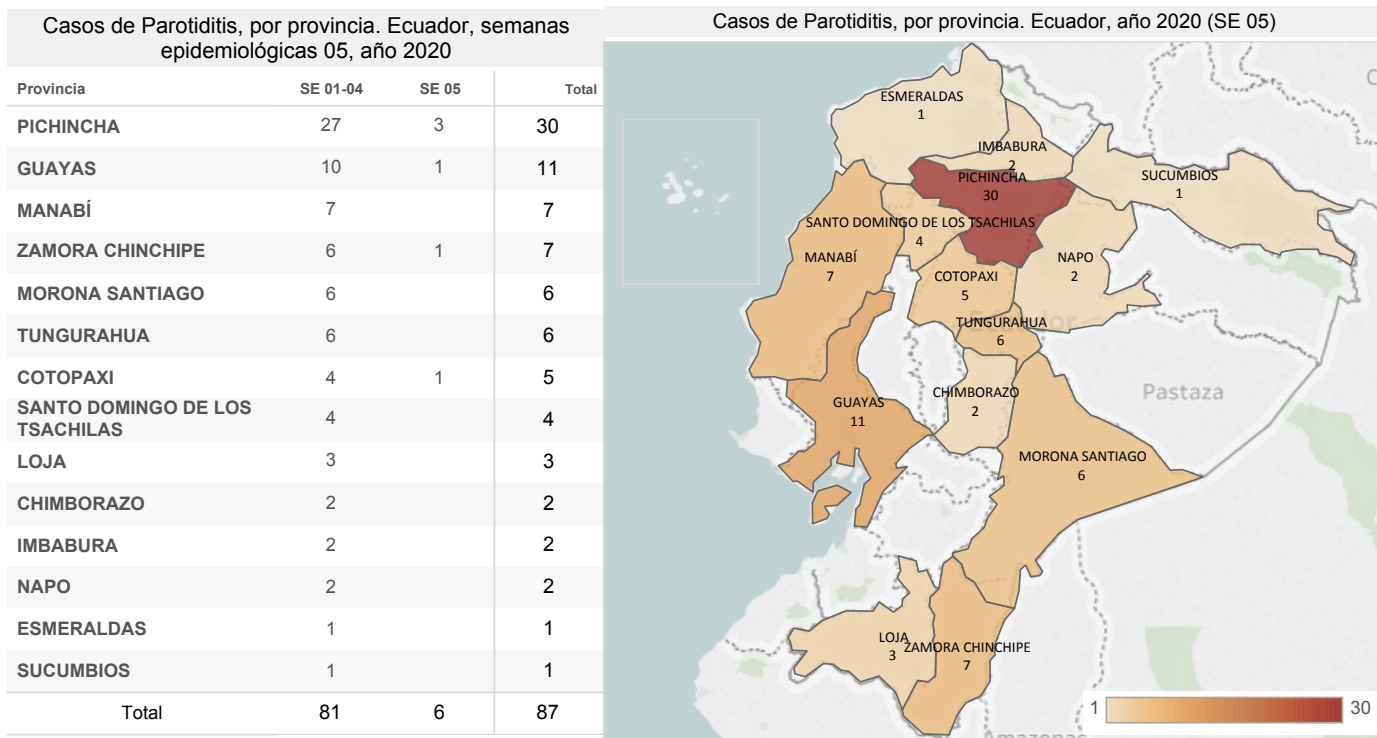 Casos de Parotiditis, por provincia. Ecuador, semanas
epidemiológicas 05, año 2020
Provincia SE 01-04 SE 05 Total
PICHINCHA 27 3 30
GUAYAS 10 1 11
MANABÍ 7 7
ZAMORA CHINCHIPE 6 1 7
MORONA SANTIAGO 6 6
TUNGURAHUA 6 6
COTOPAXI 4 1 5
SANTO DOMINGO DE LOS
TSACHILAS 4 4
LOJA 3 3
CHIMBORAZO 2 2
IMBABURA 2 2
NAPO 2 2
ESMERALDAS 1 1
SUCUMBIOS 1 1
Total 81 6 87
Casos de Parotiditis, por provincia. Ecuador, año 2020 (SE 05)
ESMERALDAS
1
IMBABURA
2
PICHINCHA
30
SUCUMBIOS
1
SANTO DOMINGO DE LOS TSACHILAS
4
MANABÍ
7
NAPO
2
COTOPAXI
5
Ecuador
TUNGURAHUA
6
CHIMBORAZO
2
Pastaza
GUAYAS
11
MORONA SANTIAGO
6
LOJA
3
ZAMORA CHINCHIPE
7
1 30
Amazonas